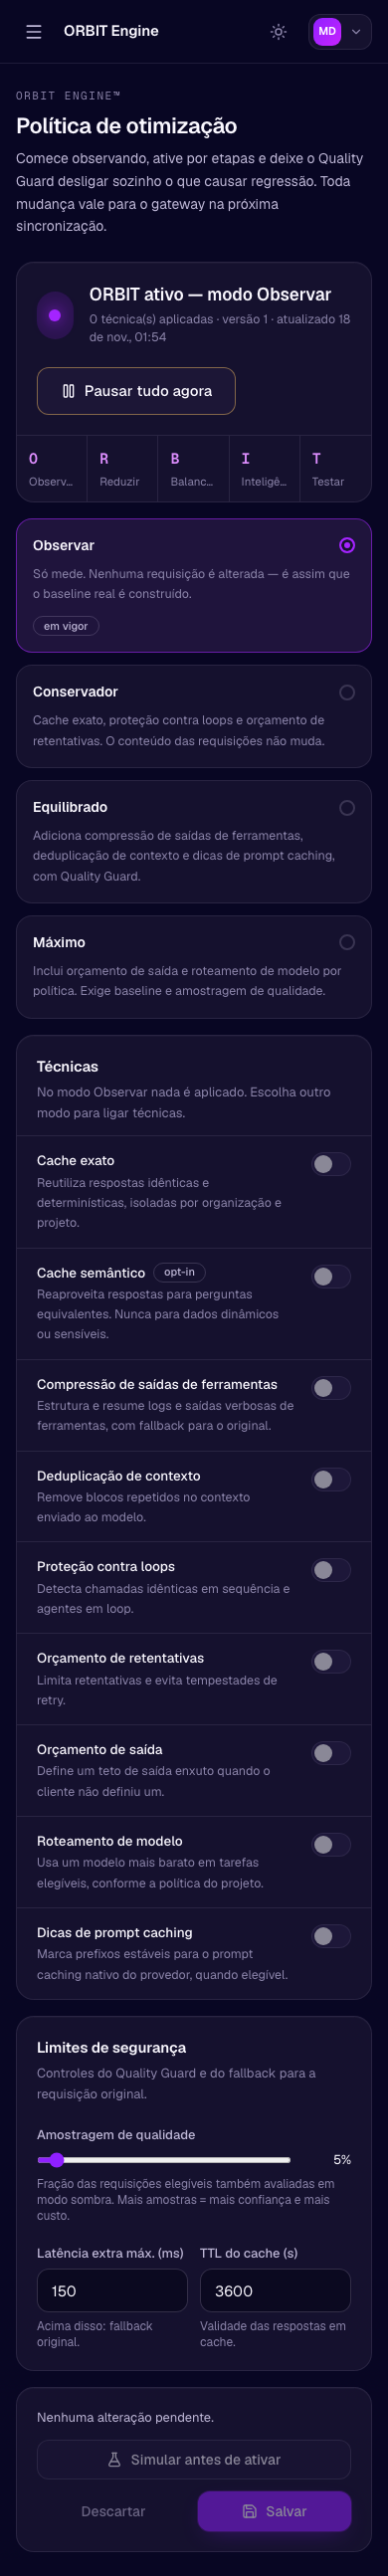 ORBIT Engine
MD
ORBIT ENGINE™
Política de otimização
Comece observando, ative por etapas e deixe o Quality
Guard desligar sozinho o que causar regressão. Toda
mudança vale para o gateway na próxima
sincronização.
ORBIT ativo — modo Observar
0 técnica(s) aplicadas · versão 1 · atualizado 18
de nov., 01:54
Pausar tudo agora
O
R
B
I
T
Observ…
Reduzir
Balanc…
Inteligê…
Testar
Observar
Só mede. Nenhuma requisição é alterada — é assim que
o baseline real é construído.
em vigor
Conservador
Cache exato, proteção contra loops e orçamento de
retentativas. O conteúdo das requisições não muda.
Equilibrado
Adiciona compressão de saídas de ferramentas,
deduplicação de contexto e dicas de prompt caching,
com Quality Guard.
Máximo
Inclui orçamento de saída e roteamento de modelo por
política. Exige baseline e amostragem de qualidade.
Técnicas
No modo Observar nada é aplicado. Escolha outro
modo para ligar técnicas.
Cache exato
Reutiliza respostas idênticas e
determinísticas, isoladas por organização e
projeto.
Cache semântico opt-in
Reaproveita respostas para perguntas
equivalentes. Nunca para dados dinâmicos
ou sensíveis.
Compressão de saídas de ferramentas
Estrutura e resume logs e saídas verbosas de
ferramentas, com fallback para o original.
Deduplicação de contexto
Remove blocos repetidos no contexto
enviado ao modelo.
Proteção contra loops
Detecta chamadas idênticas em sequência e
agentes em loop.
Orçamento de retentativas
Limita retentativas e evita tempestades de
retry.
Orçamento de saída
Define um teto de saída enxuto quando o
cliente não definiu um.
Roteamento de modelo
Usa um modelo mais barato em tarefas
elegíveis, conforme a política do projeto.
Dicas de prompt caching
Marca prefixos estáveis para o prompt
caching nativo do provedor, quando elegível.
Limites de segurança
Controles do Quality Guard e do fallback para a
requisição original.
Amostragem de qualidade
5%
Fração das requisições elegíveis também avaliadas em
modo sombra. Mais amostras = mais confiança e mais
custo.
Latência extra máx. (ms)
TTL do cache (s)
150
3600
Acima disso: fallback
original.
Validade das respostas em
cache.
Nenhuma alteração pendente.
Simular antes de ativar
Descartar
Salvar